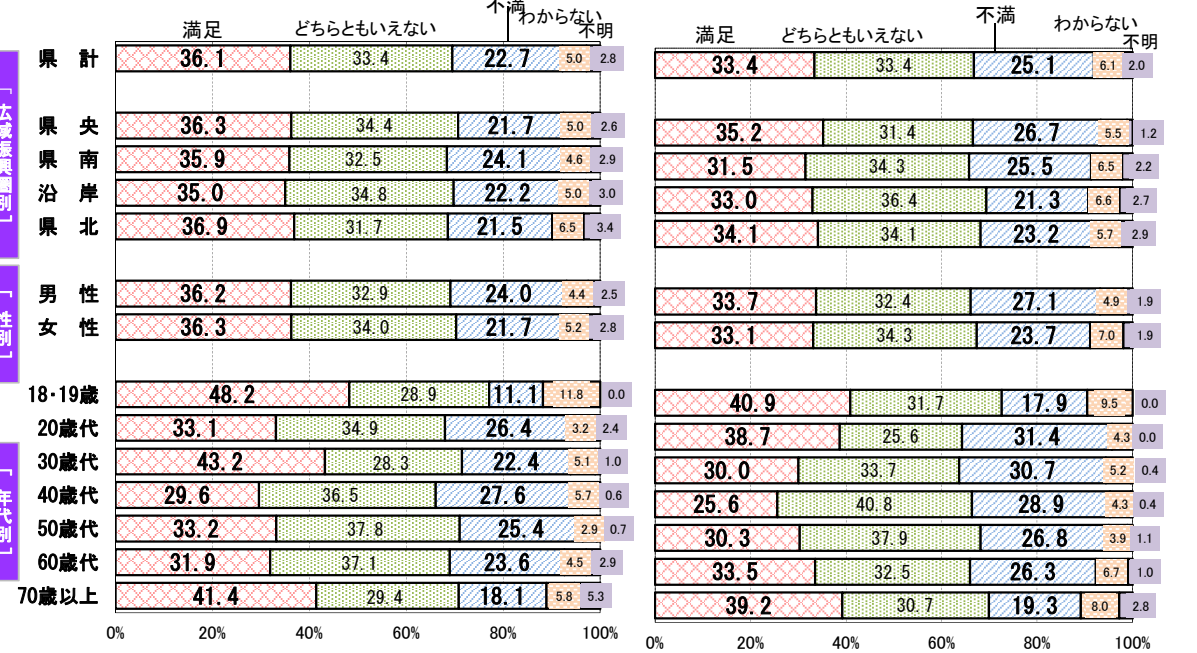 満足 どちらともいえない 不満 わからない 不明
県 計 36.1 33.4 22.7 5.0 2.8
「広域振興圏別」
県 央 36.3 34.4 21.7 5.0 2.6
県 南 35.9 32.5 24.1 4.6 2.9
沿 岸 35.0 34.8 22.2 5.0 3.0
県 北 36.9 31.7 21.5 6.5 3.4
「性別」
男 性 36.2 32.9 24.0 4.4 2.5
女 性 36.3 34.0 21.7 5.2 2.8
「年代別」
18・19歳 48.2 28.9 11.1 11.8 0.0
20歳代 33.1 34.9 26.4 3.2 2.4
30歳代 43.2 28.3 22.4 5.1 1.0
40歳代 29.6 36.5 27.6 5.7 0.6
50歳代 33.2 37.8 25.4 2.9 0.7
60歳代 31.9 37.1 23.6 4.5 2.9
70歳以上 41.4 29.4 18.1 5.8 5.3
0% 20% 40% 60% 80% 100%
満足 どちらともいえない 不満 わからない 不明
33.4 33.4 25.1 6.1 2.0
35.2 31.4 26.7 5.5 1.2
31.5 34.3 25.5 6.5 2.2
33.0 36.4 21.3 6.6 2.7
34.1 34.1 23.2 5.7 2.9
33.7 32.4 27.1 4.9 1.9
33.1 34.3 23.7 7.0 1.9
40.9 31.7 17.9 9.5 0.0
38.7 25.6 31.4 4.3 0.0
30.0 33.7 30.7 5.2 0.4
25.6 40.8 28.9 4.3 0.4
30.3 37.9 26.8 3.9 1.1
33.5 32.5 26.3 6.7 1.0
39.2 30.7 19.3 8.0 2.8
0% 20% 40% 60% 80% 100%